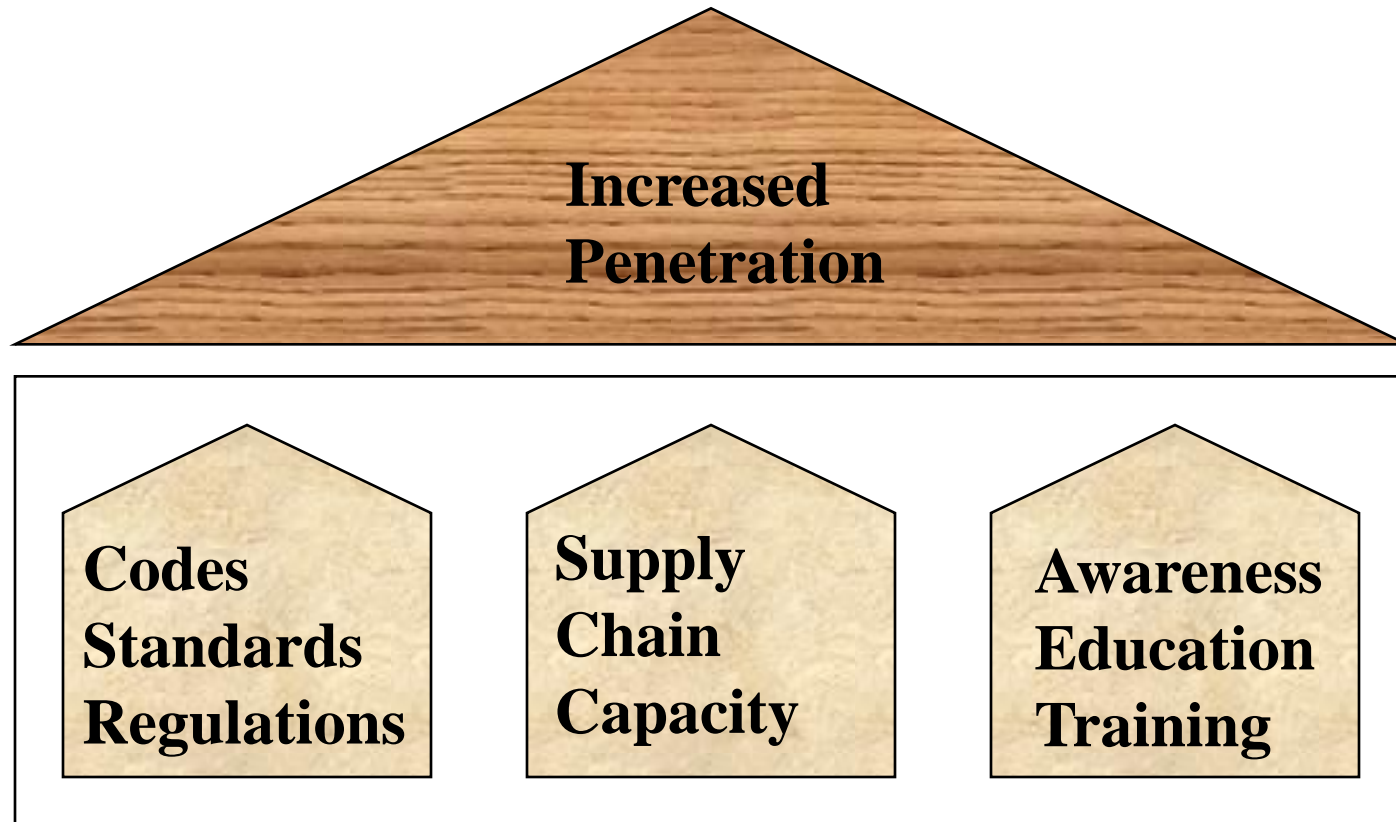 Increased
Penetration
Codes
Standards
Regulations
Supply
Chain
Capacity
Awareness
Education
Training